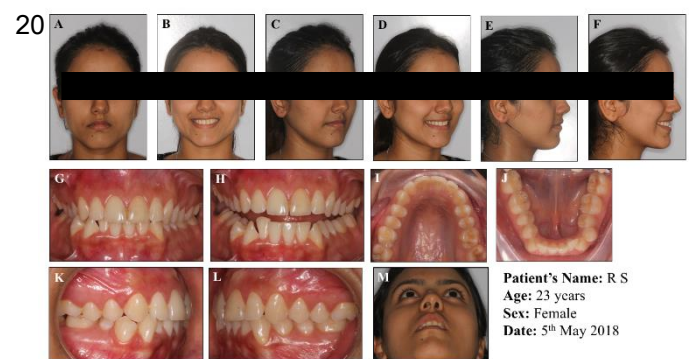 20
A B C D E F
G H I J
K L M
Patient's Name: R S
Age: 23 years
Sex: Female
Date: 5th May 2018